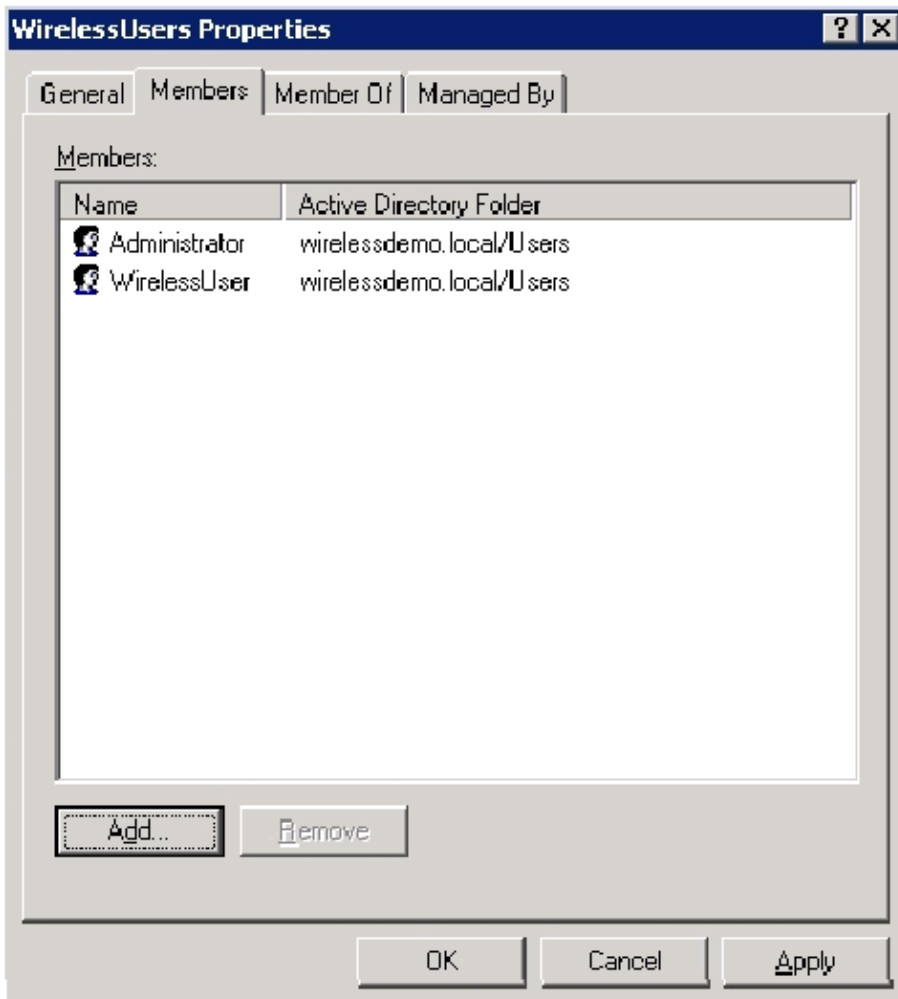 WirelessUsers Properties
General Members Member Of Managed By
Members:
Name Active Directory Folder
Administrator wirelessdemo.local/Users
WirelessUser wirelessdemo.local/Users
Add... Remove
OK Cancel Apply